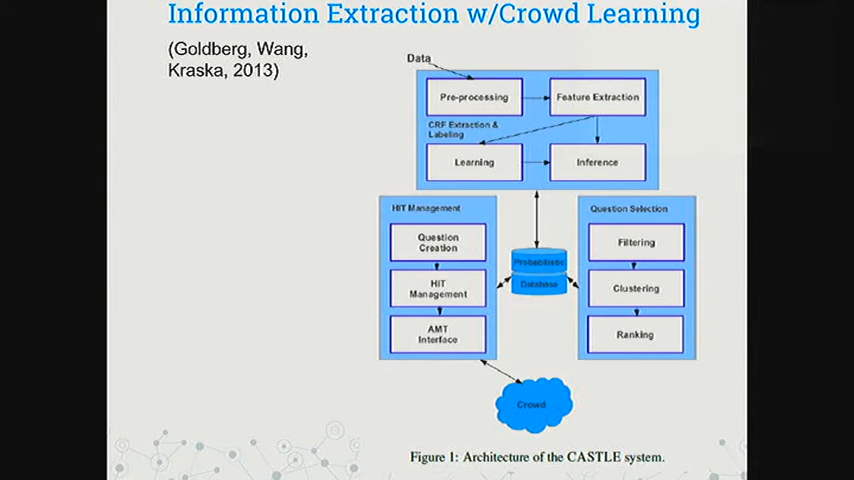 Information Extraction w/Crowd Learning
(Goldberg, Wang,
Kraska, 2013)
Data
Pre-processing
Feature Extraction
CRF Extraction &
Labeling
Learning
Inference
HIT Management
Question
Creation
HIT
Management
AMT
Interface
Probabilistic
Database
Question Selection
Filtering
Clustering
Ranking
Crowd
Figure 1: Architecture of the CASTLE system.